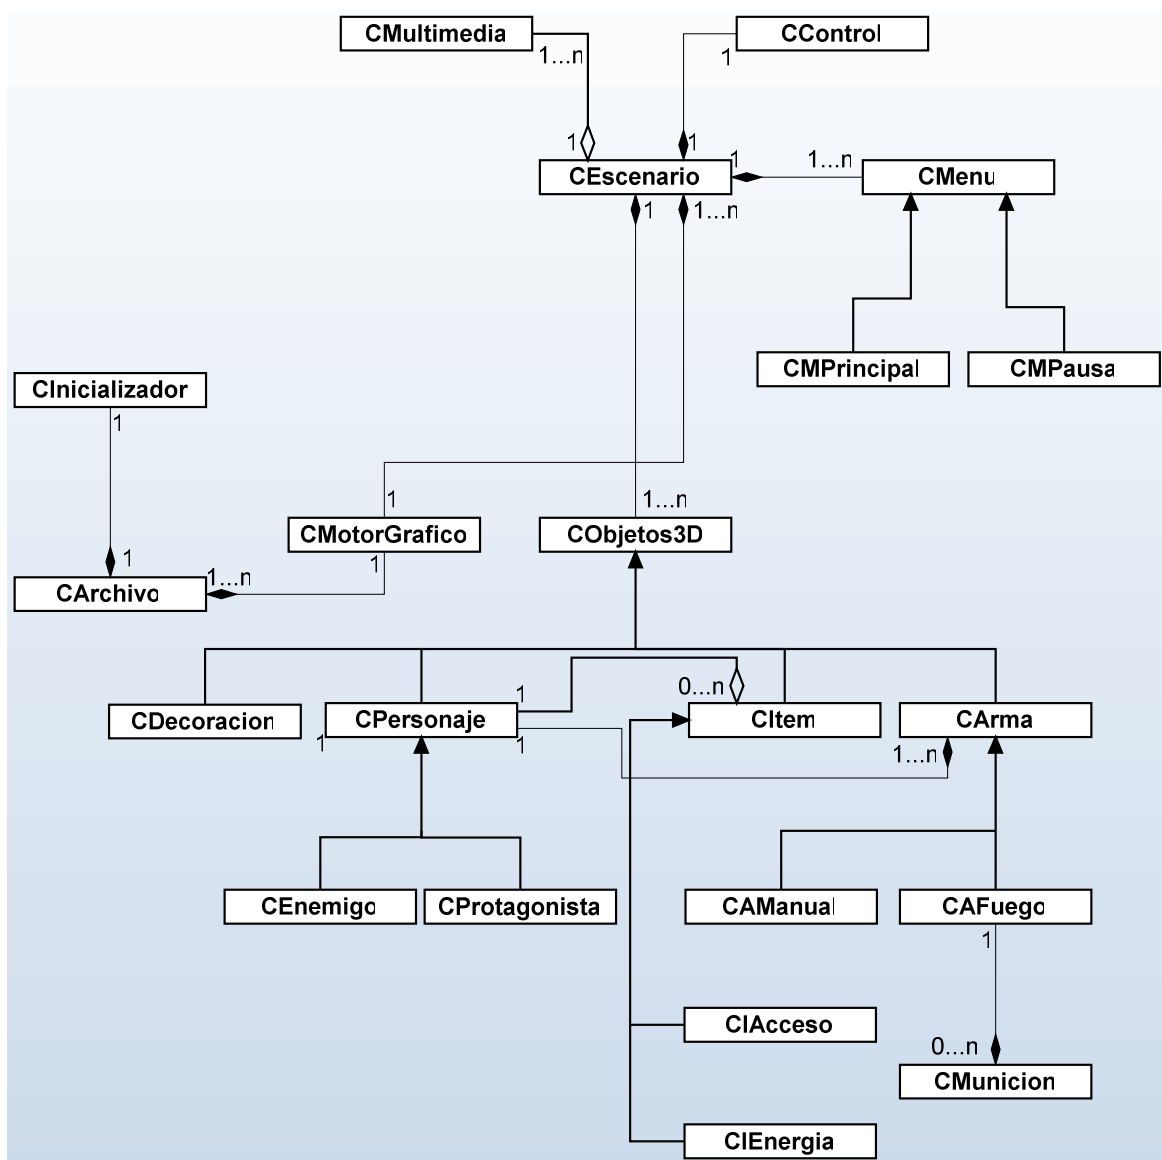 CMultimedia
CControl
1...n
1
1
1
CEscenario
1
1...n
CMenu
1
1...n
CMPrincipal
CMPausa
CInicializador
1
1
1...n
CMotorGrafico
CObjetos3D
1
1
1...n
CArchivo
1
0...n
CDecoracion
CPersonaje
CItem
CArma
1
1
1...n
CEnemigo
CProtagonista
CAManual
CAFuego
1
CIAcceso
0...n
CMunicion
CIEnergia